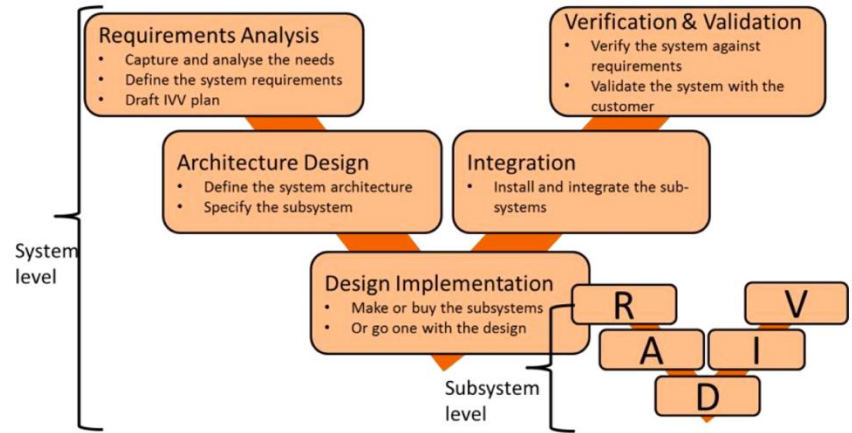 Requirements Analysis
• Capture and analyse the needs
• Define the system requirements
• Draft IVV plan
Verification & Validation
• Verify the system against
requirements
• Validate the system with the
customer
Architecture Design
• Define the system architecture
• Specify the subsystem
Integration
• Install and integrate the sub-
systems
System
level
Design Implementation
• Make or buy the subsystems
• Or go one with the design
R
V
A
I
D
Subsystem
level